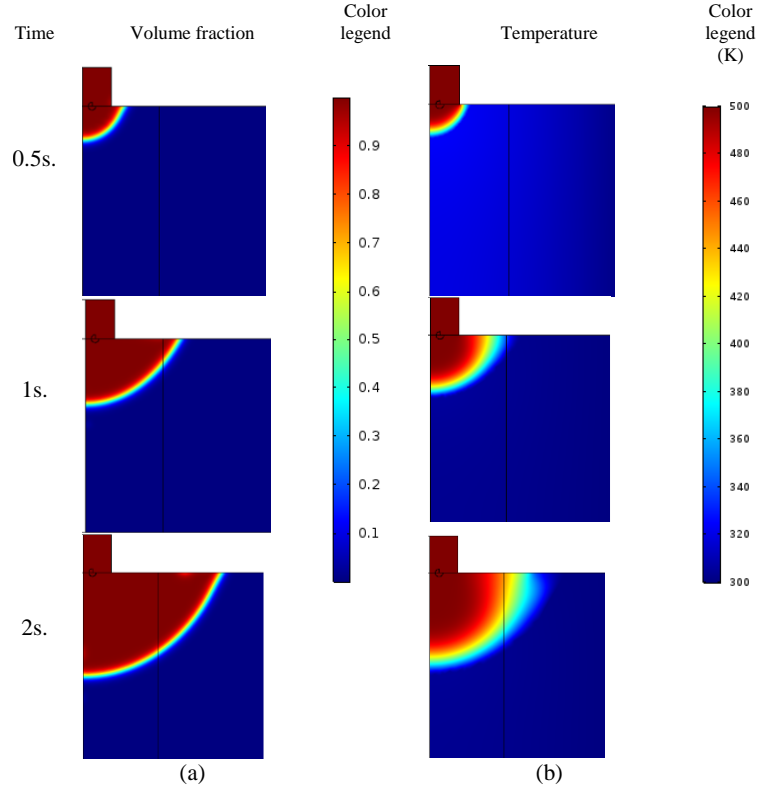 Time
Volume fraction
Color
legend
Temperature
Color
legend
(K)
0.5s.
1s.
2s.
0.9
0.8
0.7
0.6
0.5
0.4
0.3
0.2
0.1
500
480
460
440
420
400
380
360
340
320
300
(a)
(b)